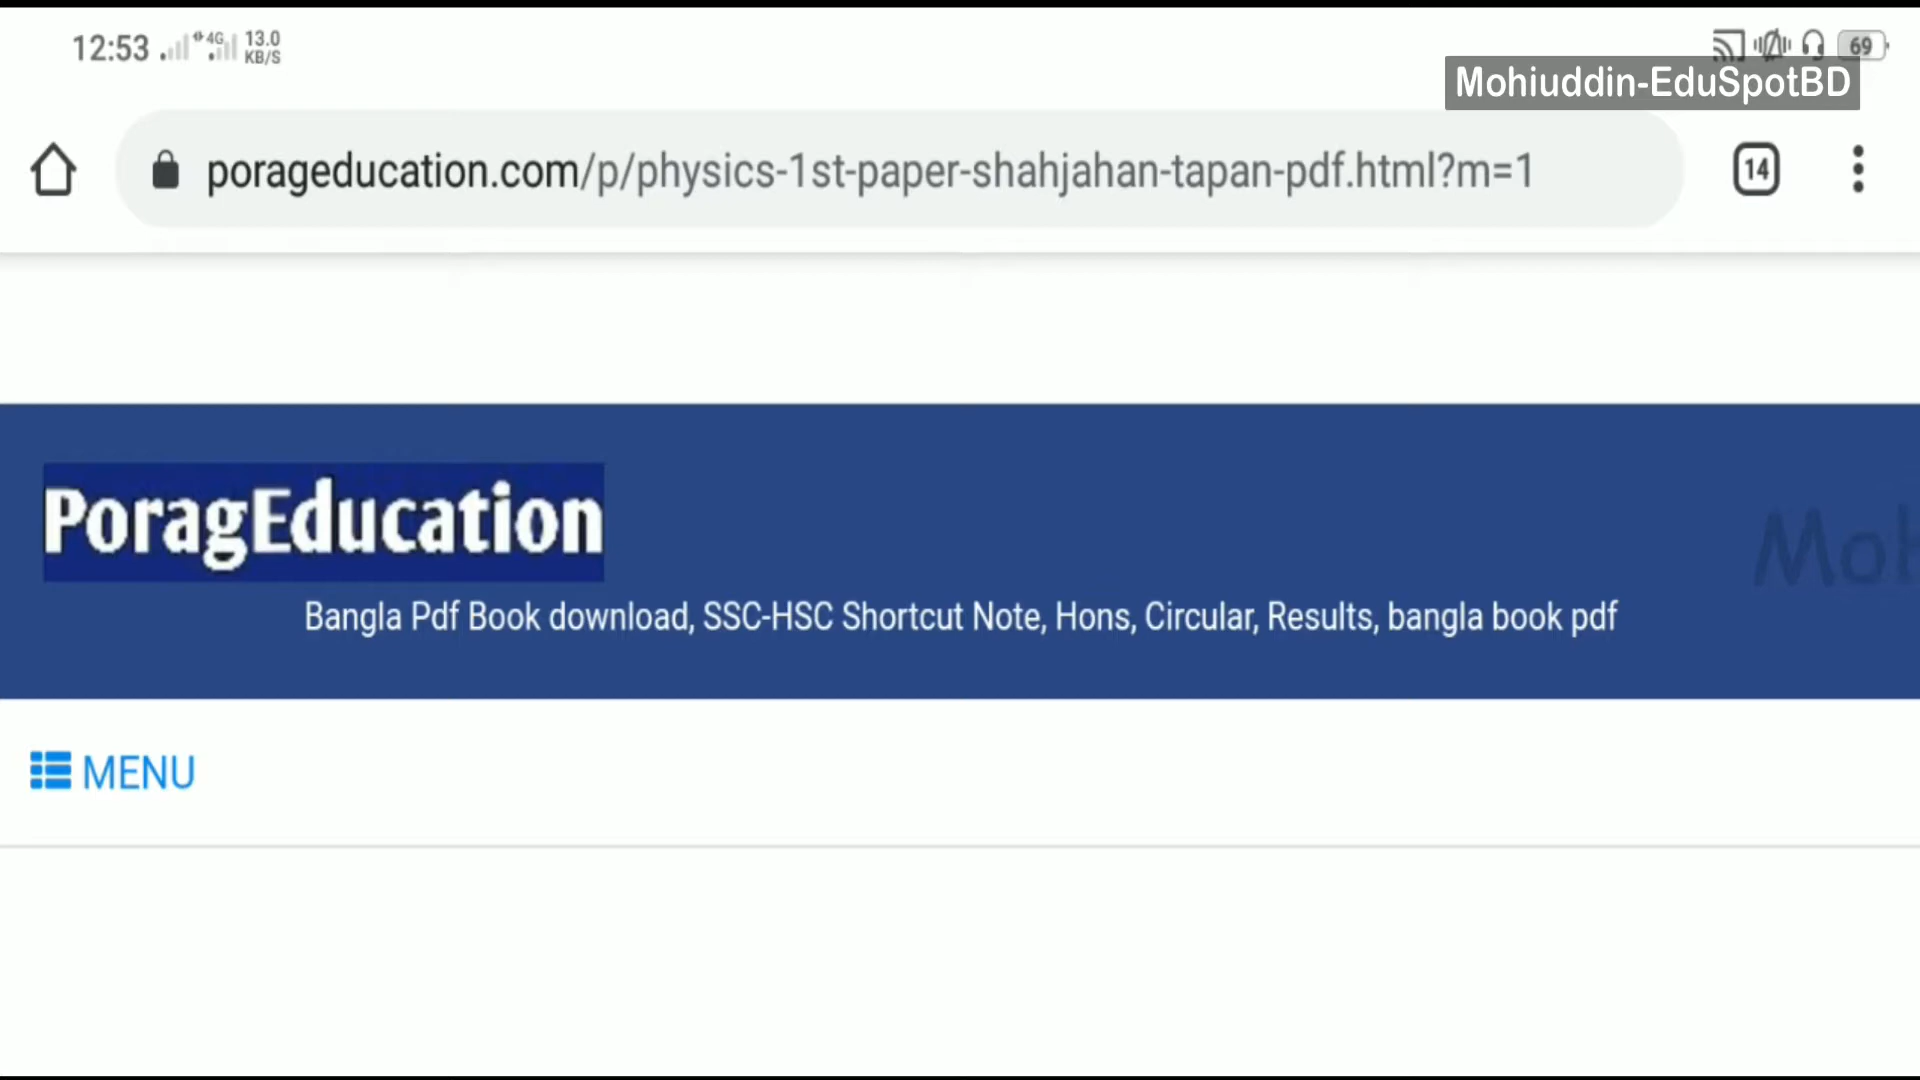 12:53 4G 13.0 KB/S 69
Mohiuddin-EduSpotBD
porageducation.com/p/physics-1st-paper-shahjahan-tapan-pdf.html?m=1 14
PoragEducation
Moh
Bangla Pdf Book download, SSC-HSC Shortcut Note, Hons, Circular, Results, bangla book pdf
MENU